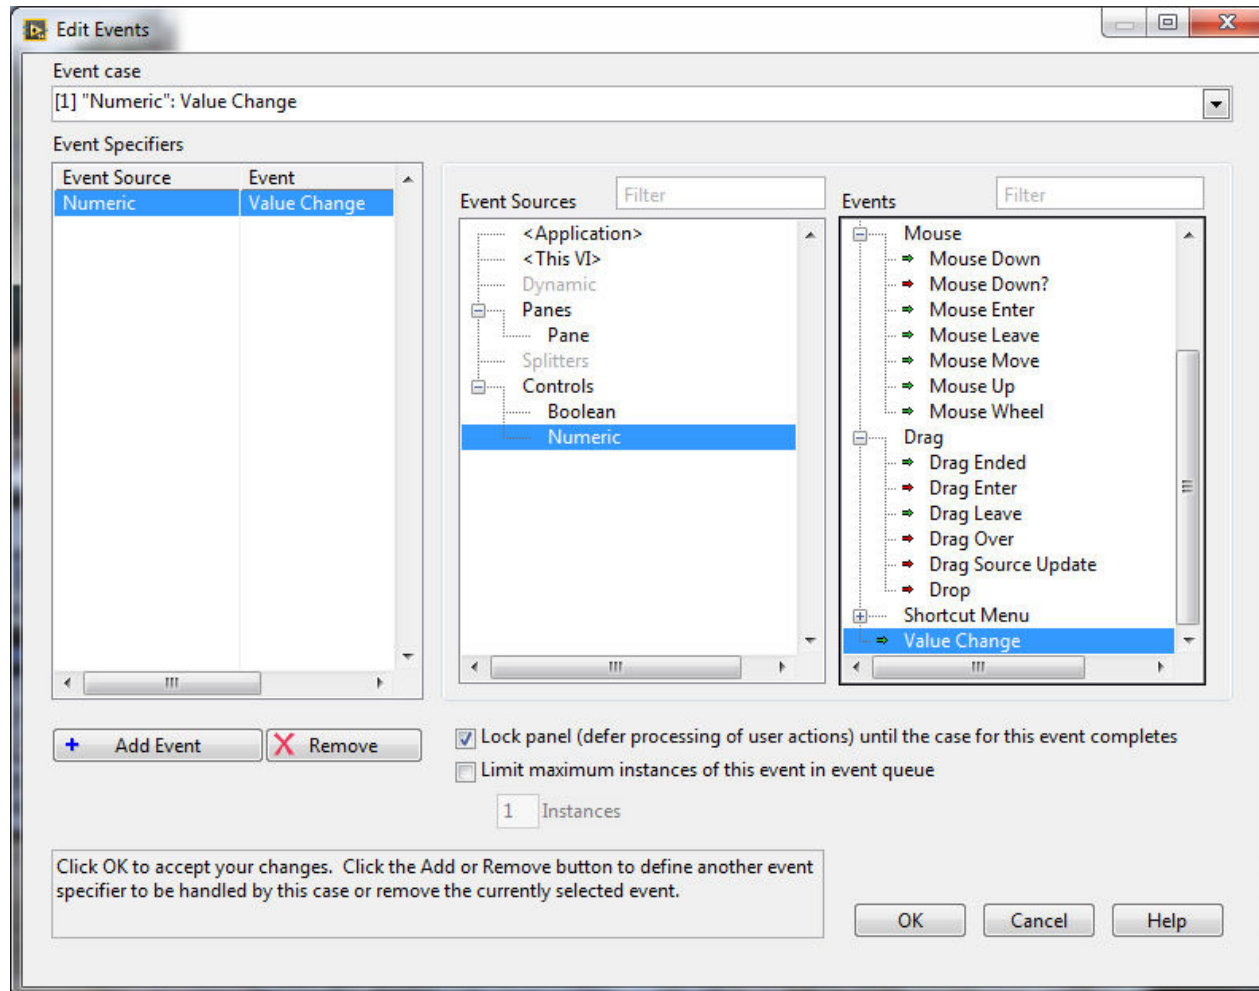 Edit Events
Event case
[1] "Numeric": Value Change
Event Specifiers
Event Source Event
Numeric Value Change
Event Sources Filter
<Application>
<This VI>
Dynamic
Panes
Pane
Splitters
Controls
Boolean
Numeric
Events Filter
Mouse
Mouse Down
Mouse Down?
Mouse Enter
Mouse Leave
Mouse Move
Mouse Up
Mouse Wheel
Drag
Drag Ended
Drag Enter
Drag Leave
Drag Over
Drag Source Update
Drop
Shortcut Menu
Value Change
Add Event
Remove
Lock panel (defer processing of user actions) until the case for this event completes
Limit maximum instances of this event in event queue
1 Instances
Click OK to accept your changes. Click the Add or Remove button to define another event
specifier to be handled by this case or remove the currently selected event.
OK Cancel Help